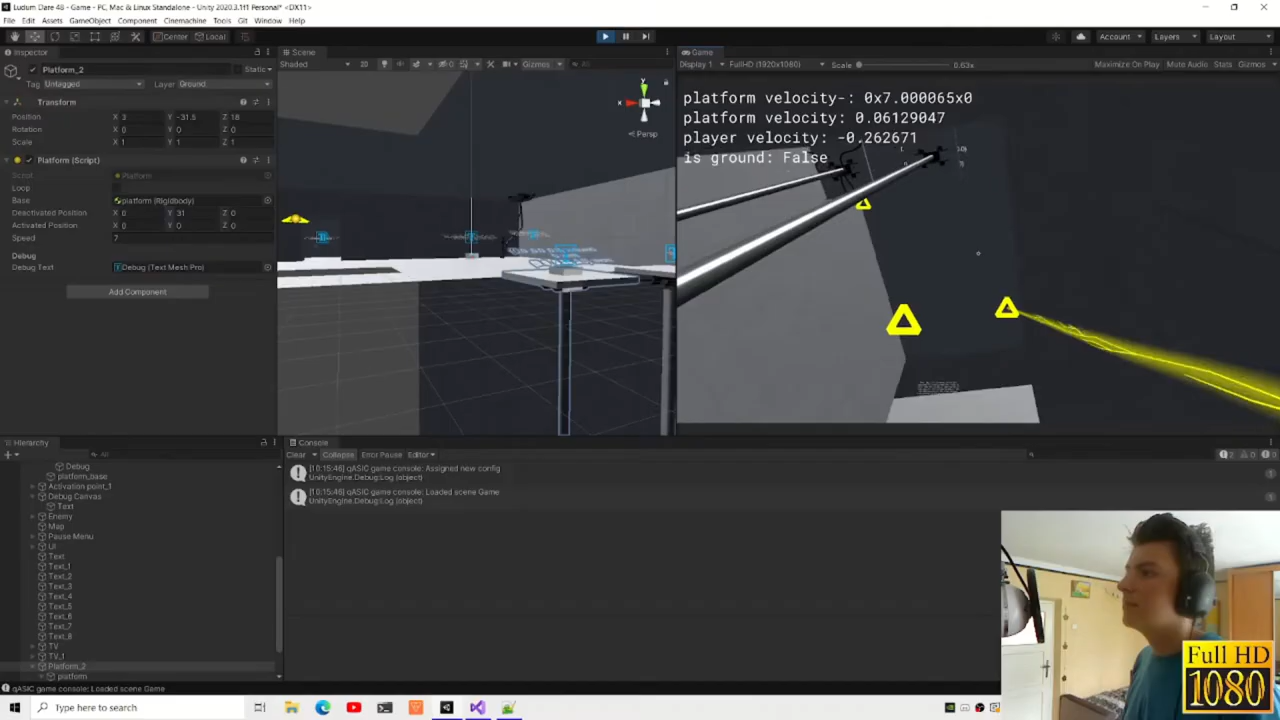 Ludum Dare 48 - Game - PC, Mac & Linux Standalone - Unity 2020.3.1f1 Personal* <DX11>
File Edit Assets GameObject Component Cinemachine Tools Git Window Help
Center Local
Account Layers Layout
Inspector
Platform_2 Static
Tag Untagged Layer Ground
Transform
Position X 3 Y -31.5 Z 18
Rotation X 0 Y 0 Z 0
Scale X 1 Y 1 Z 1
Platform (Script)
Script Platform
Loop
Base platform (Rigidbody)
Deactivated Position X 0 Y 31 Z 0
Activated Position X 0 Y 0 Z 0
Speed 7
Debug
Debug Text Debug (Text Mesh Pro)
Add Component
Scene
Shaded 2D Gizmos All
y
x
Persp
Game
Display 1 FullHD (1920x1080) Scale 0.63x Maximize On Play Mute Audio Stats Gizmos
platform velocity-: 0x7.000065x0
platform velocity: 0.06129047
player velocity: -0.262671
is ground: False
Hierarchy
All
Debug
platform_base
Activation point_1
Debug Canvas
Text
Enemy
Map
Pause Menu
UI
Text
Text_1
Text_2
Text_3
Text_4
Text_5
Text_6
Text_7
Text_8
TV
TV_1
Platform_2
platform
Console
Clear Collapse Error Pause Editor 2 0 0
[10:15:46] qASIC game console: Assigned new config
UnityEngine.Debug:Log (object)
1
[10:15:46] qASIC game console: Loaded scene Game
UnityEngine.Debug:Log (object)
1
qASIC game console: Loaded scene Game
Type here to search
Full HD
1080